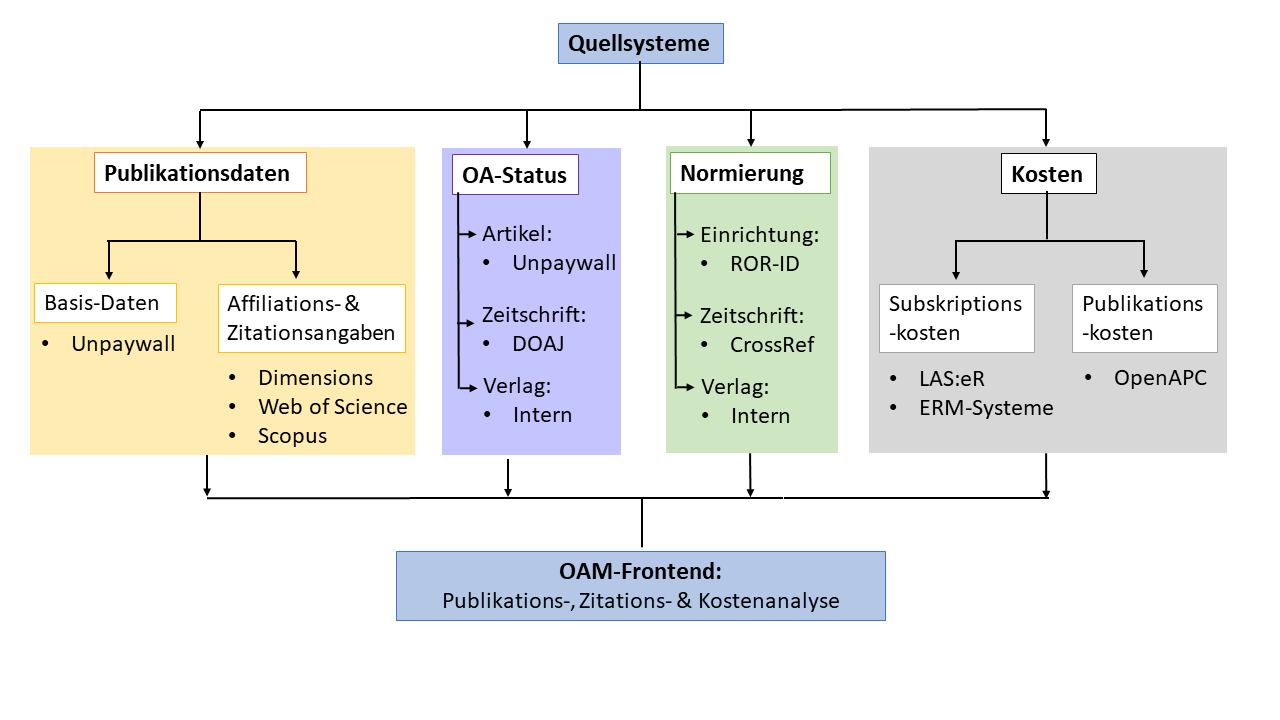 Quellsysteme
Publikationsdaten
Basis-Daten
• Unpaywall
Affiliations- &
Zitationsangaben
• Dimensions
• Web of Science
• Scopus
OA-Status
Artikel:
• Unpaywall
Zeitschrift:
• DOAJ
Verlag:
• Intern
Normierung
Einrichtung:
• ROR-ID
Zeitschrift:
• CrossRef
Verlag:
• Intern
Kosten
Subskriptions
-kosten
• LAS:eR
• ERM-Systeme
Publikations
-kosten
• OpenAPC
OAM-Frontend:
Publikations-, Zitations- & Kostenanalyse